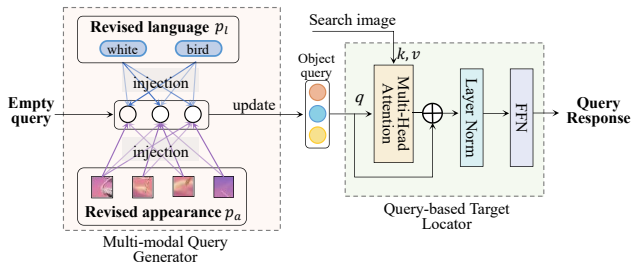 Revised language p_l
white
bird
injection
Empty
query
update
injection
Revised appearance p_a
Multi-modal Query
Generator
Search image
k, v
Object
query
q
Multi-Head
Attention
Layer Norm
FFN
Query
Response
Query-based Target
Locator